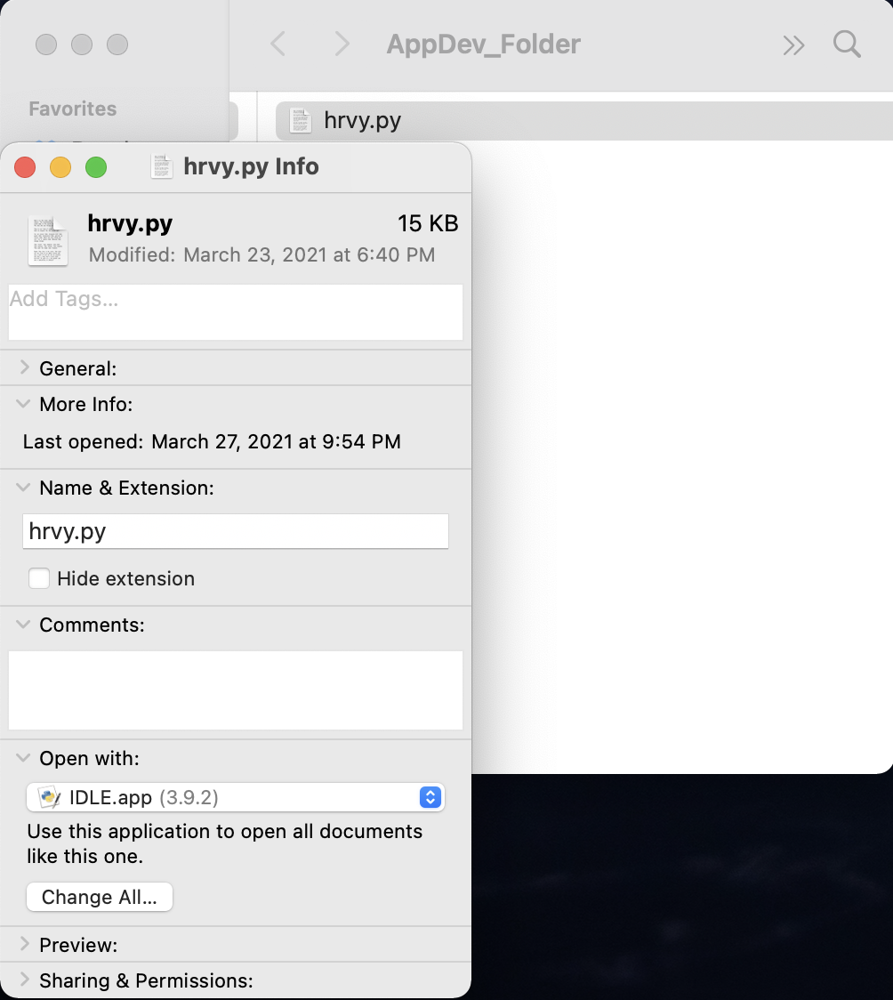 AppDev_Folder
Favorites
hrvy.py
hrvy.py Info
hrvy.py 15 KB
Modified: March 23, 2021 at 6:40 PM
Add Tags...
General:
More Info:
Last opened: March 27, 2021 at 9:54 PM
Name & Extension:
hrvy.py
Hide extension
Comments:
Open with:
IDLE.app (3.9.2)
Use this application to open all documents
like this one.
Change All...
Preview:
Sharing & Permissions: